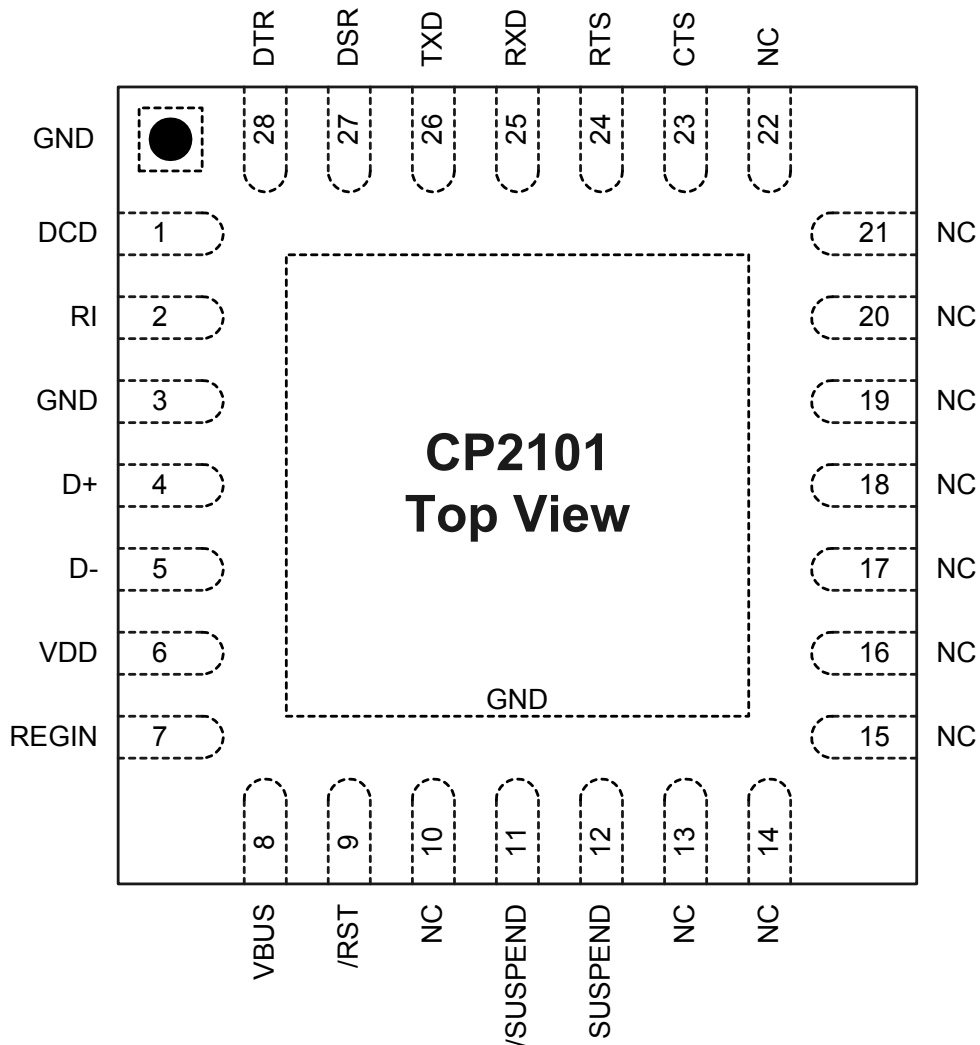 DTR
DSR
TXD
RXD
RTS
CTS
NC
28
27
26
25
24
23
22
GND
DCD 1
RI 2
GND 3
D+ 4
D- 5
VDD 6
REGIN 7
21 NC
20 NC
19 NC
18 NC
17 NC
16 NC
15 NC
CP2101
Top View
GND
8
9
10
11
12
13
14
VBUS
/RST
NC
/SUSPEND
SUSPEND
NC
NC